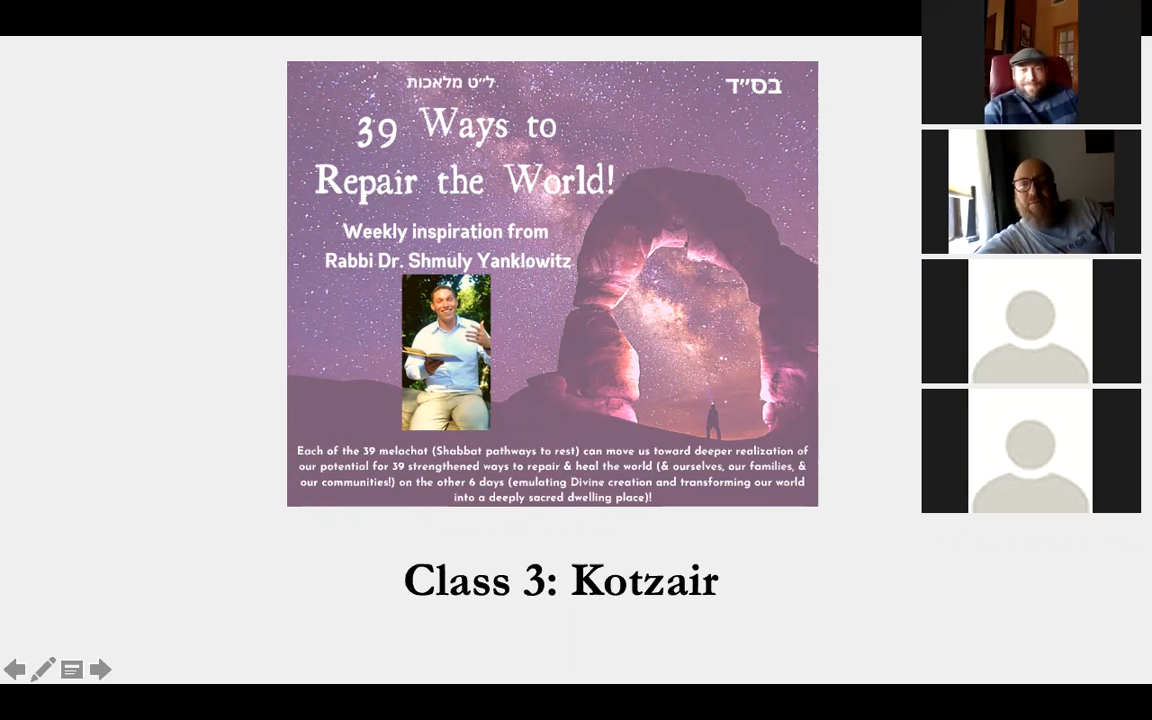 בס״ד
ל״ט מלאכות
39 Ways to
Repair the World!
Weekly inspiration from
Rabbi Dr. Shmuly Yanklowitz
Each of the 39 melachot (Shabbat pathways to rest) can move us toward deeper realization of
our potential for 39 strengthened ways to repair & heal the world (& ourselves, our families, &
our communities!) on the other 6 days (emulating Divine creation and transforming our world
into a deeply sacred dwelling place)!
Class 3: Kotzair